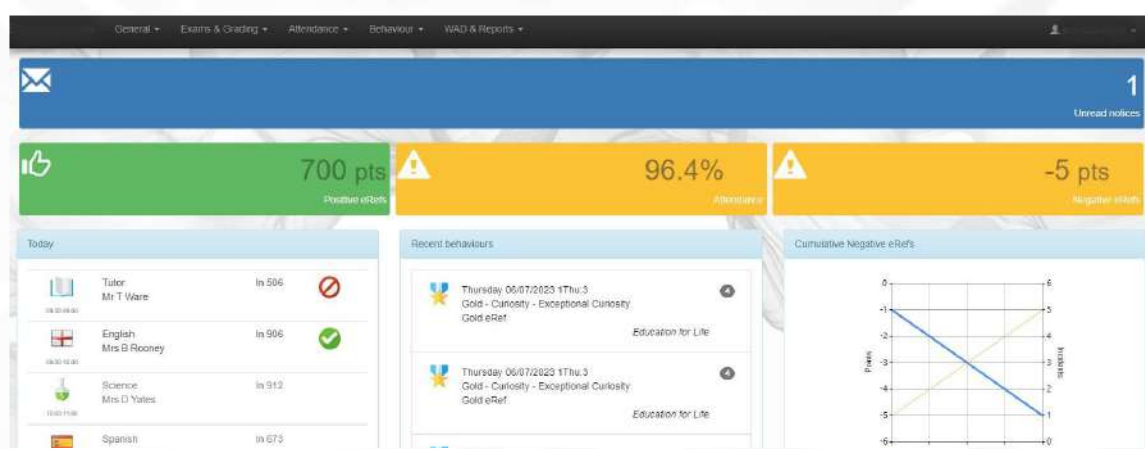 General Exams & Grading Attendance Behaviour WAD & Reports
1
Unread notices
700 pts
Positive eRefs
96.4%
Attendance
-5 pts
Negative eRefs
Today
Tutor In 506
Mr T Ware
English In 906
Mrs B Rooney
Science In 912
Mrs D Yates
Spanish In 673
Recent behaviours
Thursday 06/07/2023 1Thu:3 4
Gold - Curiosity - Exceptional Curiosity
Gold eRef
Education for Life
Thursday 06/07/2023 1Thu:3 4
Gold - Curiosity - Exceptional Curiosity
Gold eRef
Education for Life
Cumulative Negative eRefs
Points
0
-1
-2
-3
-4
-5
-6
6
5
4
3
2
1
0
Incidents